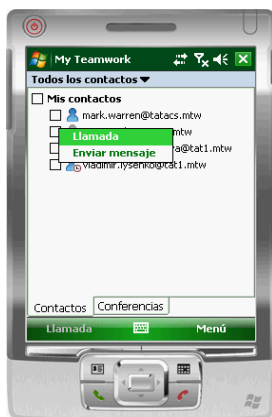 My Teamwork
Todos los contactos
Mis contactos
mark.warren@tatacs.mtw
Llamada
Enviar mensaje
vladimir.lysenko@tat1.mtw
Contactos
Conferencias
Llamada
Menú